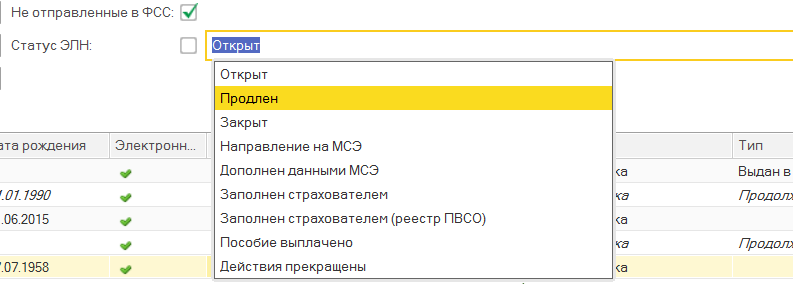 Не отправленные в ФСС:
Статус ЭЛН:
Открыт
Открыт
Продлен
Закрыт
Направление на МСЭ
Дополнен данными МСЭ
Заполнен страхователем
Заполнен страхователем (реестр ПВСО)
Пособие выплачено
Действия прекращены
ата рождения
Электронн...
Тип
ка
Выдан в
.01.1990
ка
Продолж
.06.2015
ка
ка
Продолж
.07.1958
ка